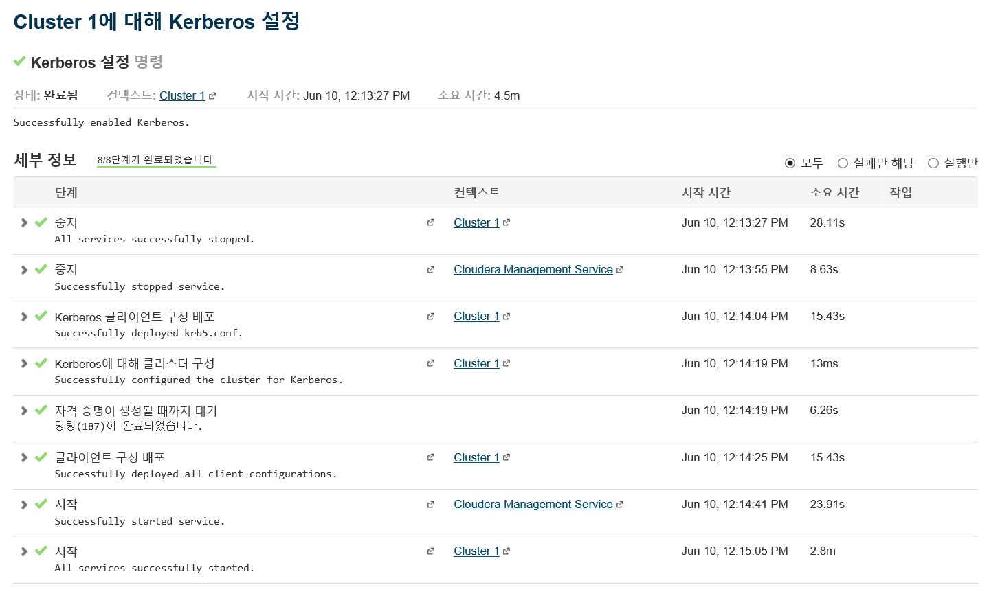 Cluster 1에 대해 Kerberos 설정
Kerberos 설정 명령
상태: 완료됨 컨텍스트: Cluster 1 시작 시간: Jun 10, 12:13:27 PM 소요 시간: 4.5m
Successfully enabled Kerberos.
세부 정보 8/8단계가 완료되었습니다. 모두 실패만 해당 실행만
단계 컨텍스트 시작 시간 소요 시간 작업
중지 Cluster 1 Jun 10, 12:13:27 PM 28.11s
All services successfully stopped.
중지 Cloudera Management Service Jun 10, 12:13:55 PM 8.63s
Successfully stopped service.
Kerberos 클라이언트 구성 배포 Cluster 1 Jun 10, 12:14:04 PM 15.43s
Successfully deployed krb5.conf.
Kerberos에 대해 클러스터 구성 Cluster 1 Jun 10, 12:14:19 PM 13ms
Successfully configured the cluster for Kerberos.
자격 증명이 생성될 때까지 대기 Jun 10, 12:14:19 PM 6.26s
명령(187)이 완료되었습니다.
클라이언트 구성 배포 Cluster 1 Jun 10, 12:14:25 PM 15.43s
Successfully deployed all client configurations.
시작 Cloudera Management Service Jun 10, 12:14:41 PM 23.91s
Successfully started service.
시작 Cluster 1 Jun 10, 12:15:05 PM 2.8m
All services successfully started.